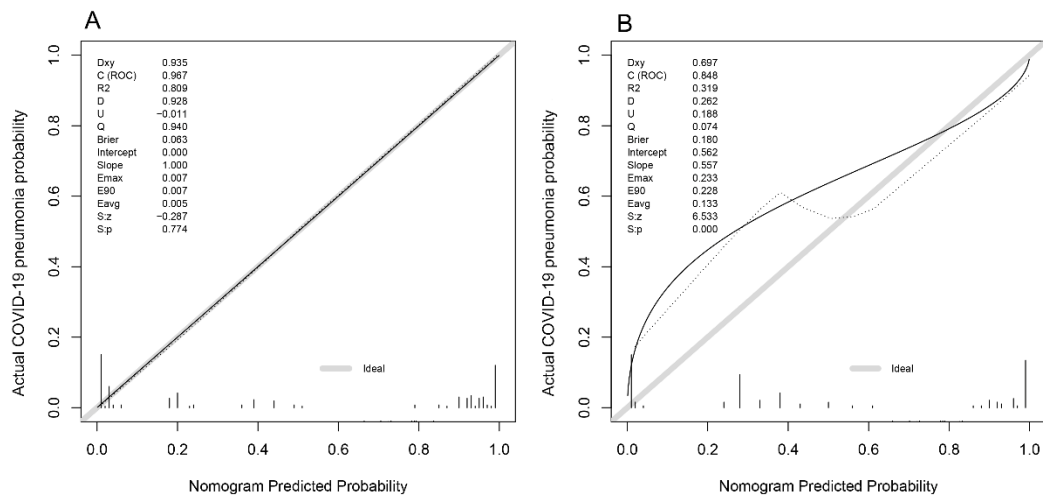 A
Actual COVID-19 pneumonia probability
1.0
0.8
0.6
0.4
0.2
0.0
Dxy 0.935
C (ROC) 0.967
R2 0.809
D 0.928
U −0.011
Q 0.940
Brier 0.063
Intercept 0.000
Slope 1.000
Emax 0.007
E90 0.007
Eavg 0.005
S:z −0.287
S:p 0.774
Ideal
0.0 0.2 0.4 0.6 0.8 1.0
Nomogram Predicted Probability
B
Actual COVID-19 pneumonia probability
1.0
0.8
0.6
0.4
0.2
0.0
Dxy 0.697
C (ROC) 0.848
R2 0.319
D 0.262
U 0.188
Q 0.074
Brier 0.180
Intercept 0.562
Slope 0.557
Emax 0.233
E90 0.228
Eavg 0.133
S:z 6.533
S:p 0.000
Ideal
0.0 0.2 0.4 0.6 0.8 1.0
Nomogram Predicted Probability